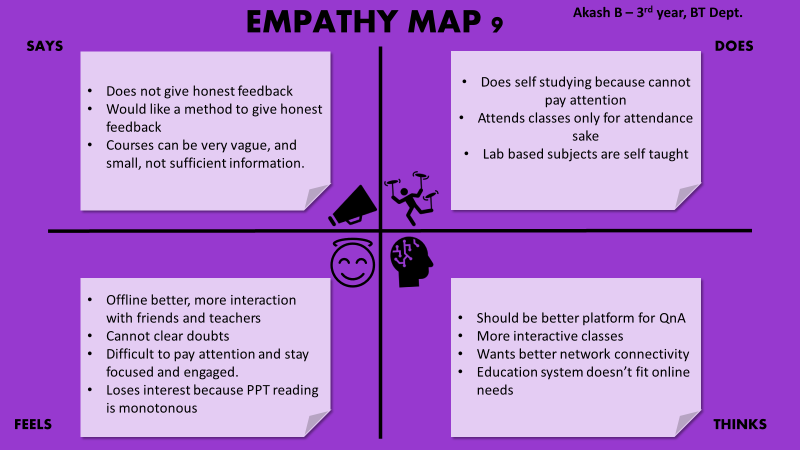 EMPATHY MAP 9
Akash B – 3rd year, BT Dept.
SAYS
• Does not give honest feedback
• Would like a method to give honest
feedback
• Courses can be very vague, and
small, not sufficient information.
DOES
• Does self studying because cannot
pay attention
• Attends classes only for attendance
sake
• Lab based subjects are self taught
FEELS
• Offline better, more interaction
with friends and teachers
• Cannot clear doubts
• Difficult to pay attention and stay
focused and engaged.
• Loses interest because PPT reading
is monotonous
THINKS
• Should be better platform for QnA
• More interactive classes
• Wants better network connectivity
• Education system doesn’t fit online
needs